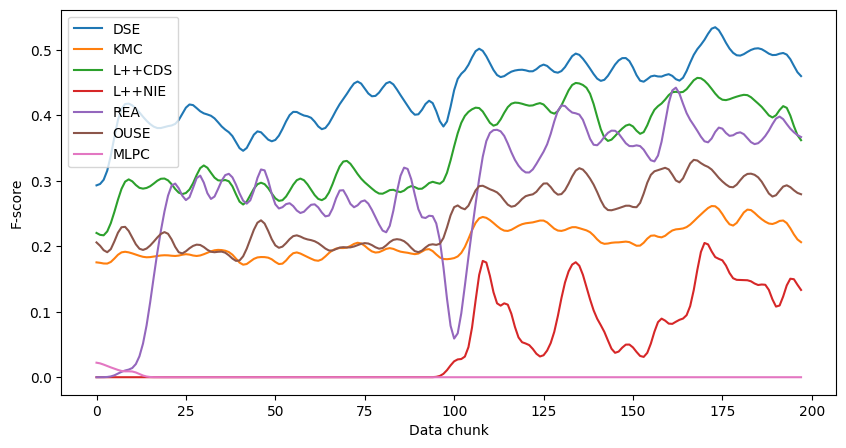 DSE
KMC
L++CDS
L++NIE
REA
OUSE
MLPC
F-score
0.5
0.4
0.3
0.2
0.1
0.0
0 25 50 75 100 125 150 175 200
Data chunk